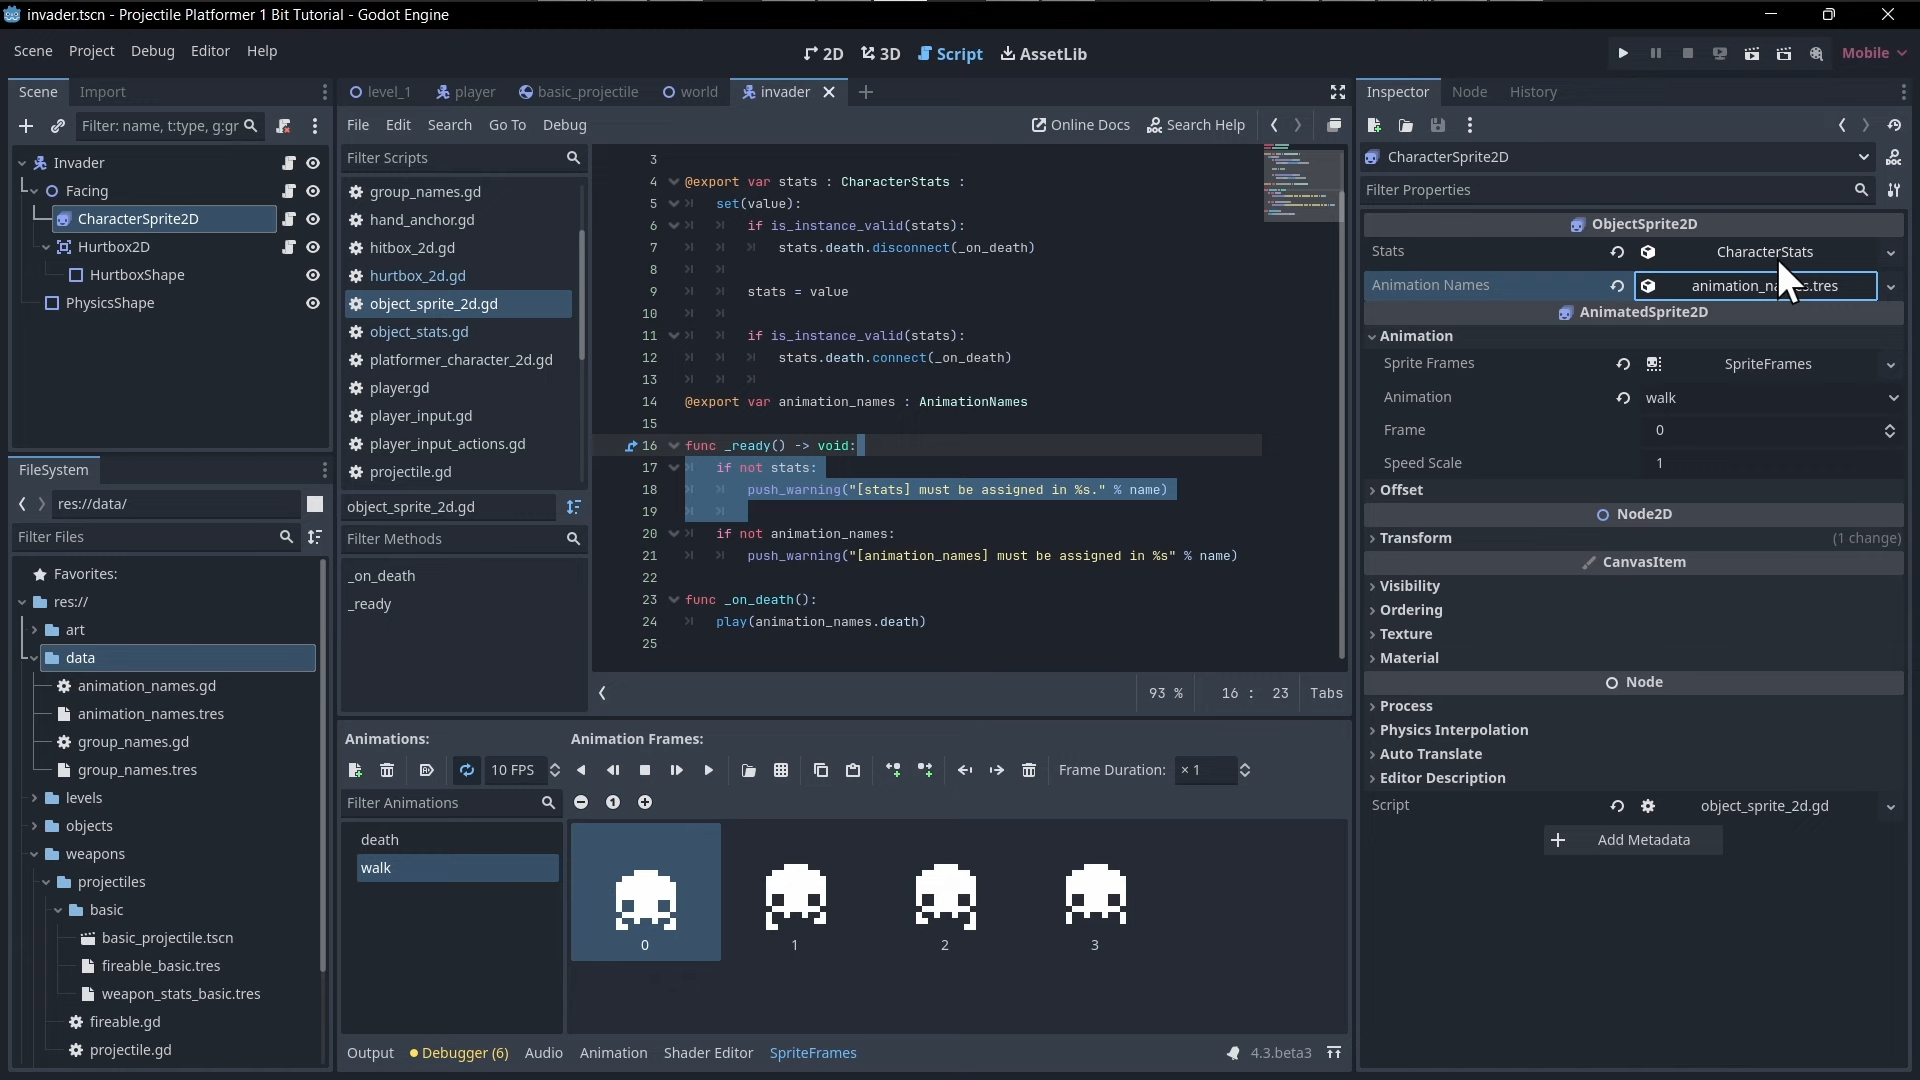 invader.tscn - Projectile Platformer 1 Bit Tutorial - Godot Engine
Scene Project Debug Editor Help
2D 3D Script AssetLib
Mobile
Scene Import
Filter: name, t:type, g:gr
Invader
Facing
CharacterSprite2D
Hurtbox2D
HurtboxShape
PhysicsShape
FileSystem
res://data/
Filter Files
Favorites:
res://
art
data
animation_names.gd
animation_names.tres
group_names.gd
group_names.tres
levels
objects
weapons
projectiles
basic
basic_projectile.tscn
fireable_basic.tres
weapon_stats_basic.tres
fireable.gd
projectile.gd
level_1 player basic_projectile world invader
File Edit Search Go To Debug
Online Docs Search Help
Filter Scripts
group_names.gd
hand_anchor.gd
hitbox_2d.gd
hurtbox_2d.gd
object_sprite_2d.gd
object_stats.gd
platformer_character_2d.gd
player.gd
player_input.gd
player_input_actions.gd
projectile.gd
object_sprite_2d.gd
Filter Methods
_on_death
_ready
3
4 @export var stats : CharacterStats :
5 set(value):
6 if is_instance_valid(stats):
7 stats.death.disconnect(_on_death)
8
9 stats = value
10
11 if is_instance_valid(stats):
12 stats.death.connect(_on_death)
13
14 @export var animation_names : AnimationNames
15
16 func _ready() -> void:
17 if not stats:
18 push_warning("[stats] must be assigned in %s." % name)
19
20 if not animation_names:
21 push_warning("[animation_names] must be assigned in %s" % name)
22
23 func _on_death():
24 play(animation_names.death)
25
93 % 16 : 23 Tabs
Animations:
10 FPS
Filter Animations
death
walk
Animation Frames:
Frame Duration: × 1
1
0 1 2 3
Output Debugger (6) Audio Animation Shader Editor SpriteFrames
4.3.beta3
Inspector Node History
CharacterSprite2D
Filter Properties
ObjectSprite2D
Stats CharacterStats
Animation Names
AnimatedSprite2D
Animation
Sprite Frames SpriteFrames
Animation walk
Frame 0
Speed Scale 1
Offset
Node2D
Transform (1 change)
CanvasItem
Visibility
Ordering
Texture
Material
Node
Process
Physics Interpolation
Auto Translate
Editor Description
Script object_sprite_2d.gd
Add Metadata